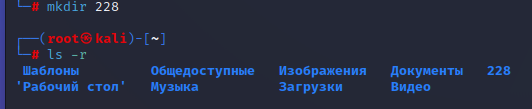 └─# mkdir 228
┌──(root㉿kali)-[~]
└─# ls -r
Шаблоны Общедоступные Изображения Документы 228
'Рабочий стол' Музыка Загрузки Видео